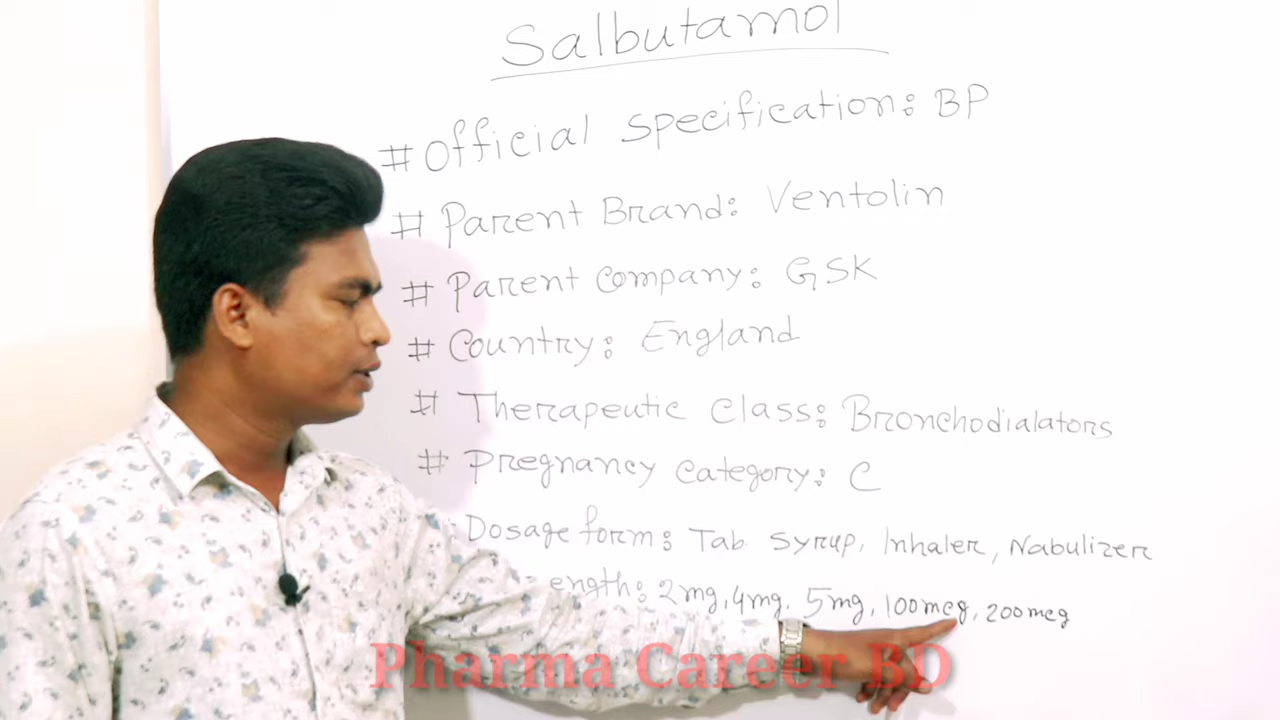 Salbutamol
# Official Specification: BP
# Parent Brand: Ventolin
# Parent Company: GSK
# Country: England
# Therapeutic Class: Bronchodialators
# Pregnancy Category: C
Dosage form: Tab. Syrup, Inhaler, Nabulizer
ength: 2mg, 4mg, 5mg, 100mcg, 200mcg
Pharma Career BD